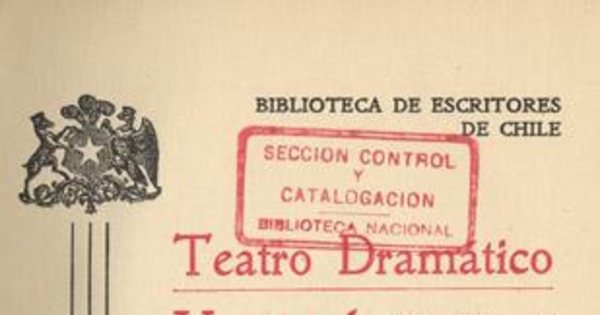 BIBLIOTECA DE ESCRITORES
DE CHILE
SECCION CONTROL
Y
CATALOGACION
BIBLIOTECA NACIONAL
Teatro Dramático